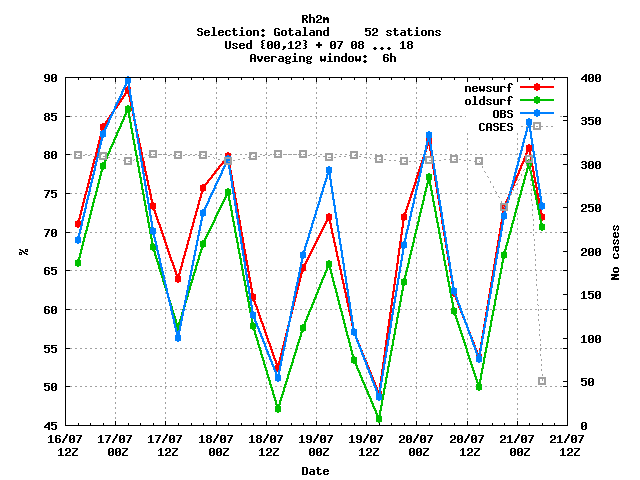 Rh2m
Selection: Gotaland     52 stations
Used {00,12} + 07 08 ... 18
Averaging window:  6h
90
85
80
75
70
65
60
55
50
45
%
400
350
300
250
200
150
100
50
0
No cases
newsurf
oldsurf
OBS
CASES
16/07 17/07 17/07 18/07 18/07 19/07 19/07 20/07 20/07 21/07 21/07
12Z 00Z 12Z 00Z 12Z 00Z 12Z 00Z 12Z 00Z 12Z
Date